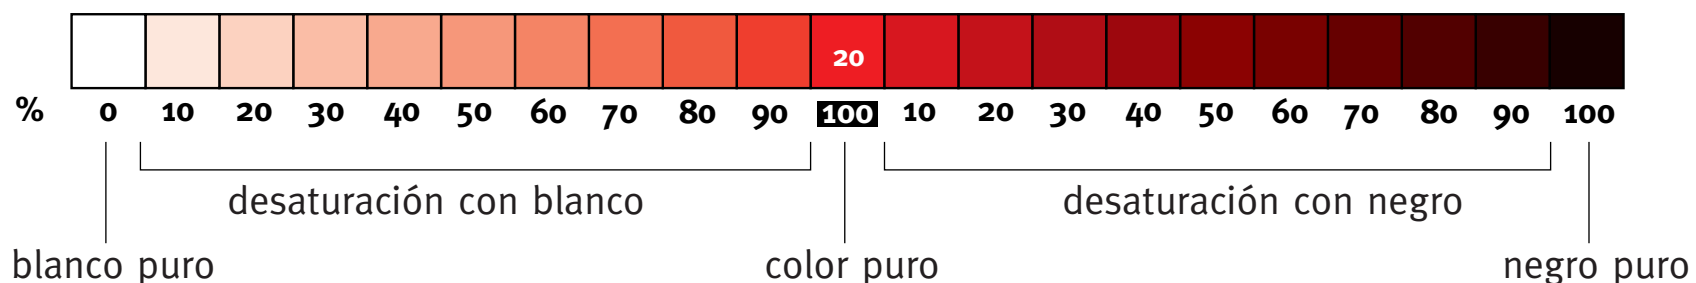 20
% 0 10 20 30 40 50 60 70 80 90 100 10 20 30 40 50 60 70 80 90 100
desaturación con blanco desaturación con negro
blanco puro color puro negro puro